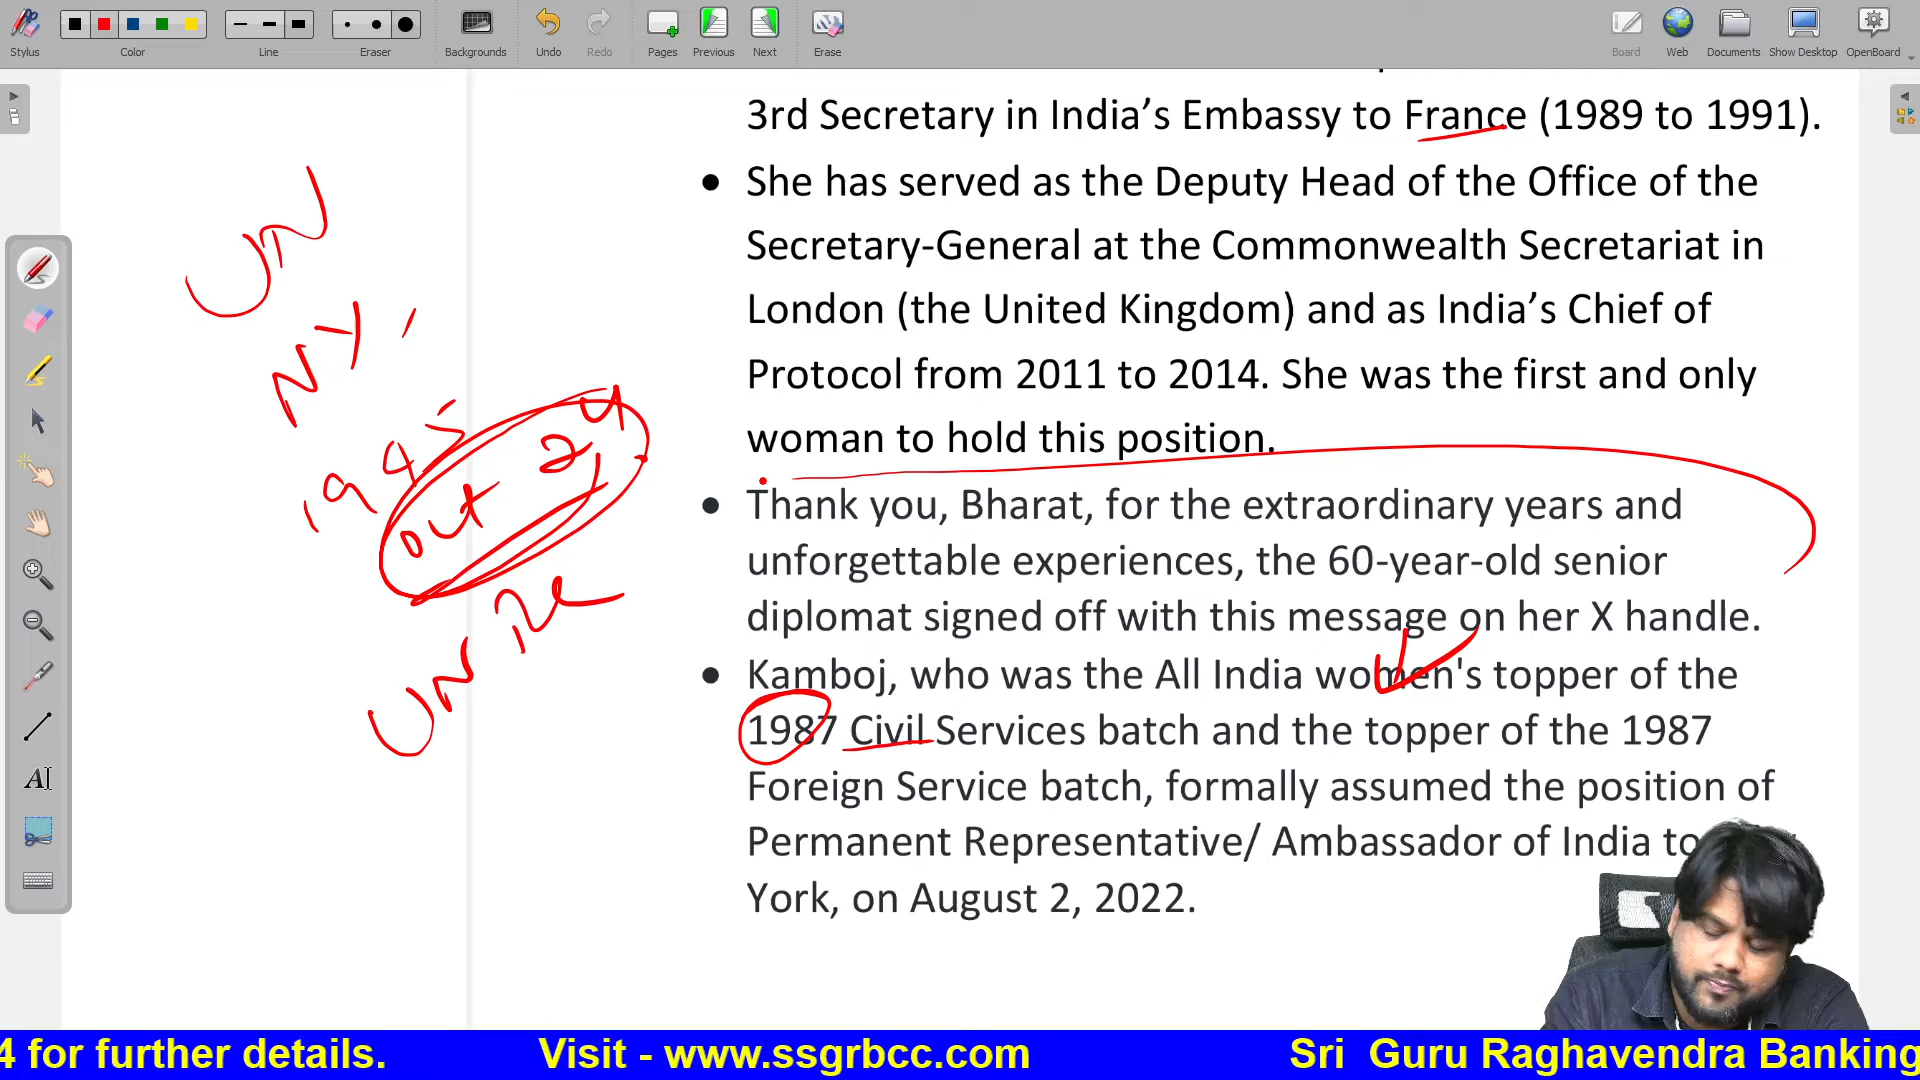 Stylus
Color
Line
Eraser
Backgrounds
Undo
Redo
Pages
Previous
Next
Erase
Board
Web
Documents
Show Desktop
OpenBoard
3rd Secretary in India’s Embassy to France (1989 to 1991).
• She has served as the Deputy Head of the Office of the
Secretary-General at the Commonwealth Secretariat in
London (the United Kingdom) and as India’s Chief of
Protocol from 2011 to 2014. She was the first and only
woman to hold this position.
• Thank you, Bharat, for the extraordinary years and
unforgettable experiences, the 60-year-old senior
diplomat signed off with this message on her X handle.
• Kamboj, who was the All India women's topper of the
1987 Civil Services batch and the topper of the 1987
Foreign Service batch, formally assumed the position of
Permanent Representative/ Ambassador of India to
York, on August 2, 2022.
UN
NY,
1945
out 24
UN
AI
4 for further details.
Visit - www.ssgrbcc.com
Sri Guru Raghavendra Banking